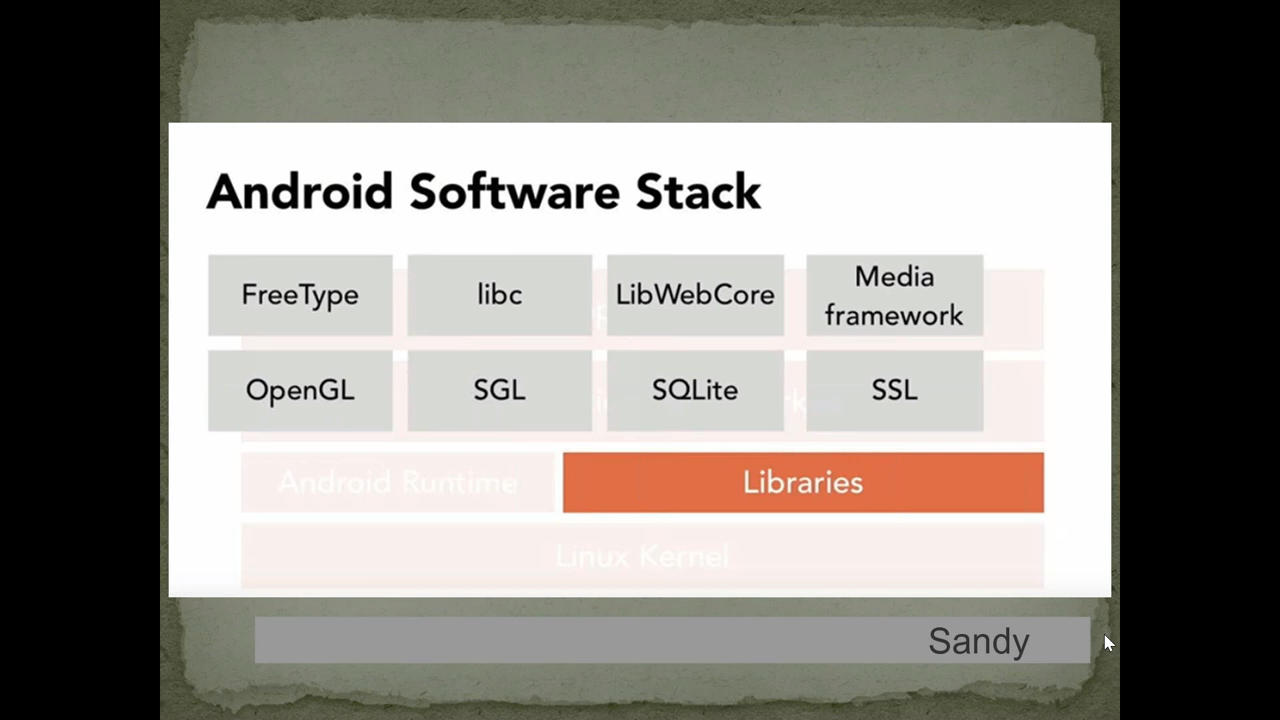 Android Software Stack
FreeType
libc
LibWebCore
Media
framework
OpenGL
SGL
SQLite
SSL
Android Runtime
Libraries
Linux Kernel
Sandy